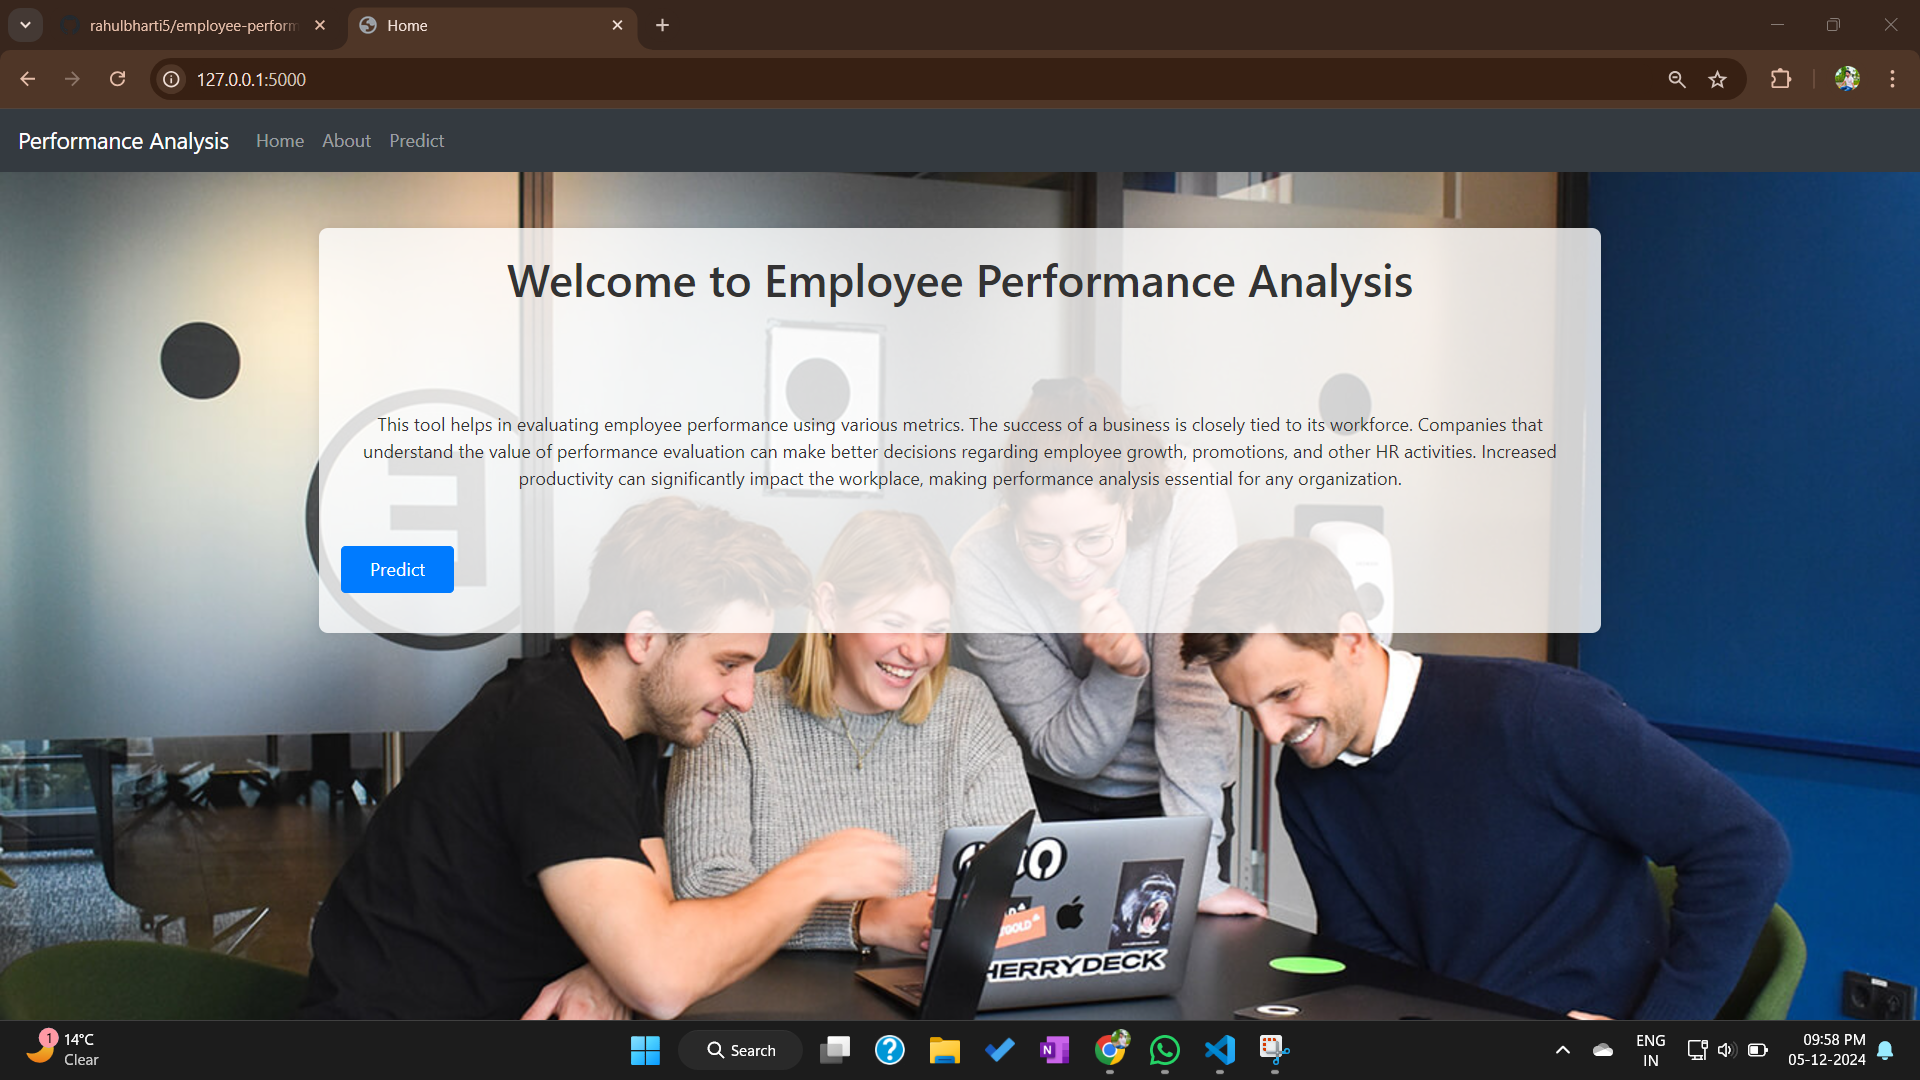 rahulbharti5/employee-perform
Home
127.0.0.1:5000
Performance Analysis
Home
About
Predict
Welcome to Employee Performance Analysis
This tool helps in evaluating employee performance using various metrics. The success of a business is closely tied to its workforce. Companies that
understand the value of performance evaluation can make better decisions regarding employee growth, promotions, and other HR activities. Increased
productivity can significantly impact the workplace, making performance analysis essential for any organization.
Predict
HERRYDECK
1
14°C
Clear
Search
ENG
IN
09:58 PM
05-12-2024